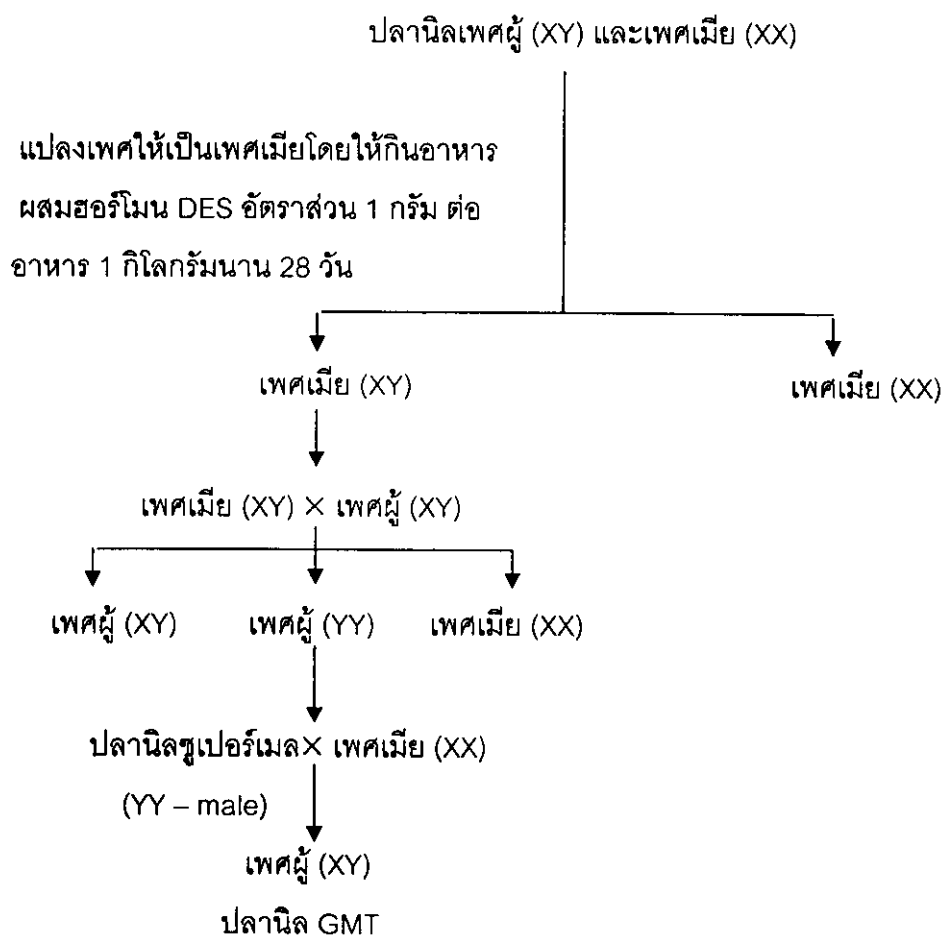 ปลานิลเพศผู้ (XY) และเพศเมีย (XX)
แปลงเพศให้เป็นเพศเมียโดยให้กินอาหาร
ผสมฮอร์โมน DES อัตราส่วน 1 กรัม ต่อ
อาหาร 1 กิโลกรัมนาน 28 วัน
เพศเมีย (XY) เพศเมีย (XX)
เพศเมีย (XY) × เพศผู้ (XY)
เพศผู้ (XY) เพศผู้ (YY) เพศเมีย (XX)
ปลานิลซูเปอร์เมล× เพศเมีย (XX)
(YY – male)
เพศผู้ (XY)
ปลานิล GMT